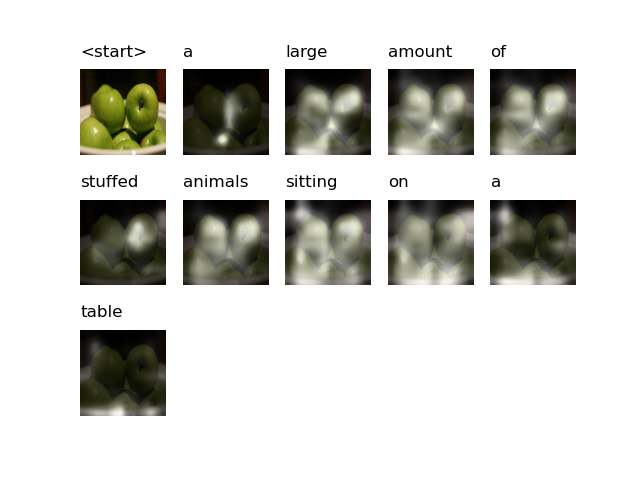 <start> a large amount of
stuffed animals sitting on a
table